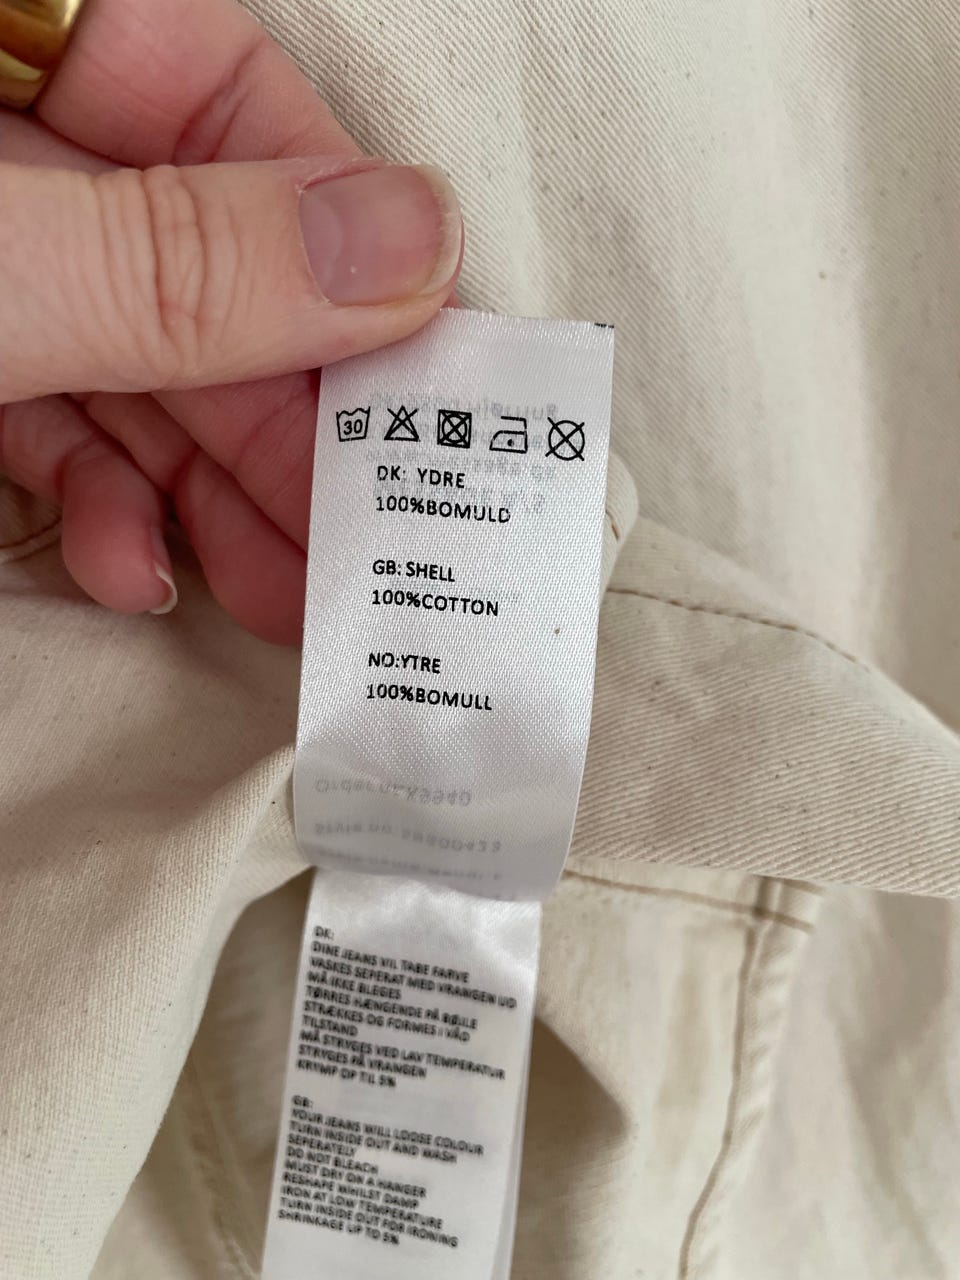 30
DK: YDRE
100%BOMULD
GB: SHELL
100%COTTON
NO:YTRE
100%BOMULL
DK:
DINE JEANS VIL TABE FARVE
VASKES SEPERAT MED VRANGEN UD
MÅ IKKE BLEGES
TØRRES HÆNGENDE PÅ BØJLE
STRÆKKES OG FORMES I VÅD
TILSTAND
MÅ STRYGES VED LAV TEMPERATUR
STRYGES PÅ VRANGEN
KRYMP OP TIL 5%
GB:
YOUR JEANS WILL LOOSE COLOUR
TURN INSIDE OUT AND WASH
SEPERATELY
DO NOT BLEACH
MUST DRY ON A HANGER
RESHAPE WHILST DAMP
IRON AT LOW TEMPERATURE
TURN INSIDE OUT FOR IRONING
SHRINKAGE UP TO 5%